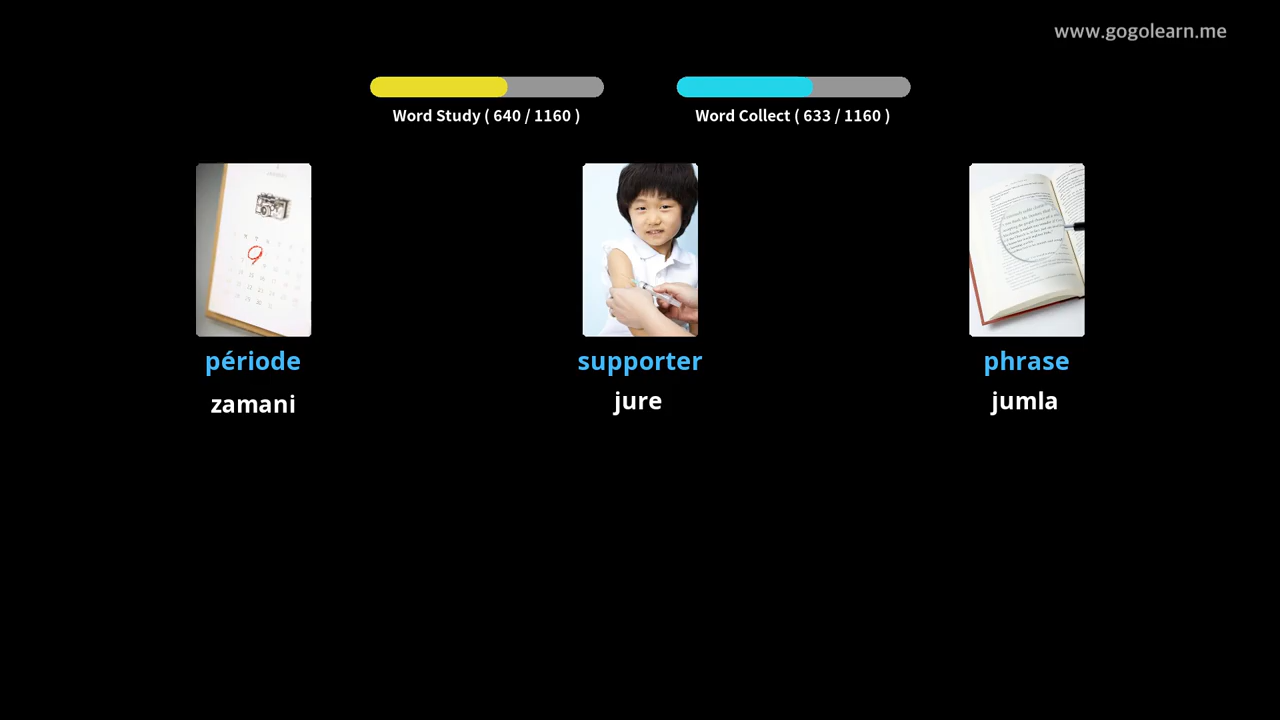 www.gogolearn.me
Word Study ( 640 / 1160 )
Word Collect ( 633 / 1160 )
période
supporter
phrase
zamani
jure
jumla